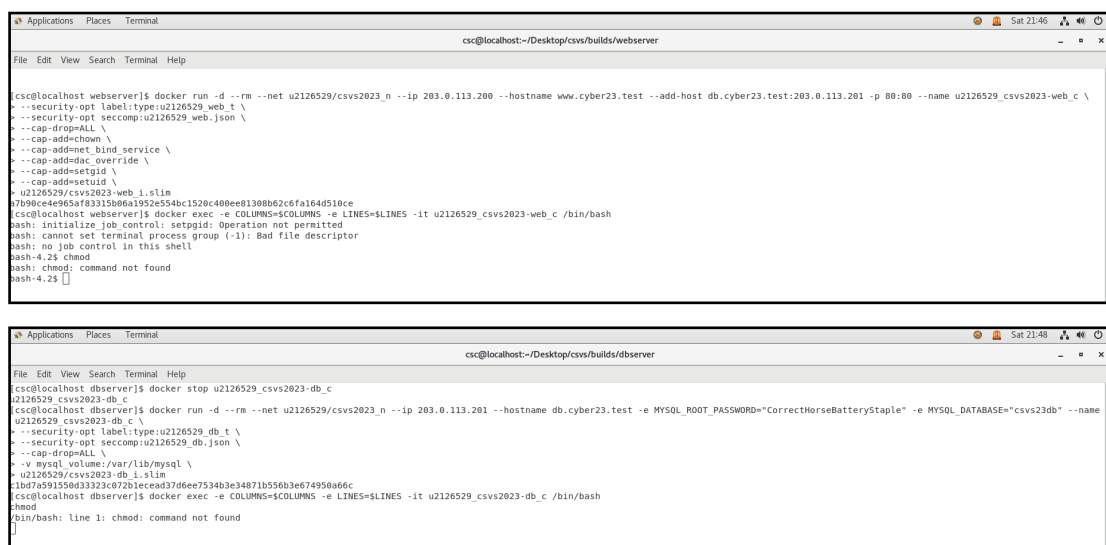 Applications Places Terminal Sat 21:46
csc@localhost:~/Desktop/csvs/builds/webserver
File Edit View Search Terminal Help
[csc@localhost webserver]$ docker run -d --rm --net u2126529/csvs2023_n --ip 203.0.113.200 --hostname www.cyber23.test --add-host db.cyber23.test:203.0.113.201 -p 80:80 --name u2126529_csvs2023-web_c \
> --security-opt label:type:u2126529_web_t \
> --security-opt seccomp:u2126529_web.json \
> --cap-drop=ALL \
> --cap-add=chown \
> --cap-add=net_bind_service \
> --cap-add=dac_override \
> --cap-add=setgid \
> --cap-add=setuid \
> u2126529/csvs2023-web_i.slim
a7b90ce4e965af83315b06a1952e554bc1520c400ee81308b62c6fa164d510ce
[csc@localhost webserver]$ docker exec -e COLUMNS=$COLUMNS -e LINES=$LINES -it u2126529_csvs2023-web_c /bin/bash
bash: initialize_job_control: setpgid: Operation not permitted
bash: cannot set terminal process group (-1): Bad file descriptor
bash: no job control in this shell
bash-4.2$ chmod
bash: chmod: command not found
bash-4.2$
Applications Places Terminal Sat 21:48
csc@localhost:~/Desktop/csvs/builds/dbserver
File Edit View Search Terminal Help
[csc@localhost dbserver]$ docker stop u2126529_csvs2023-db_c
u2126529_csvs2023-db_c
[csc@localhost dbserver]$ docker run -d --rm --net u2126529/csvs2023_n --ip 203.0.113.201 --hostname db.cyber23.test -e MYSQL_ROOT_PASSWORD="CorrectHorseBatteryStaple" -e MYSQL_DATABASE="csvs23db" --name
u2126529_csvs2023-db_c \
> --security-opt label:type:u2126529_db_t \
> --security-opt seccomp:u2126529_db.json \
> --cap-drop=ALL \
> -v mysql_volume:/var/lib/mysql \
> u2126529/csvs2023-db_i.slim
c1bd7a591550d33323c072b1ecead37d6ee7534b3e34871b556b3e674950a66c
[csc@localhost dbserver]$ docker exec -e COLUMNS=$COLUMNS -e LINES=$LINES -it u2126529_csvs2023-db_c /bin/bash
chmod
/bin/bash: line 1: chmod: command not found